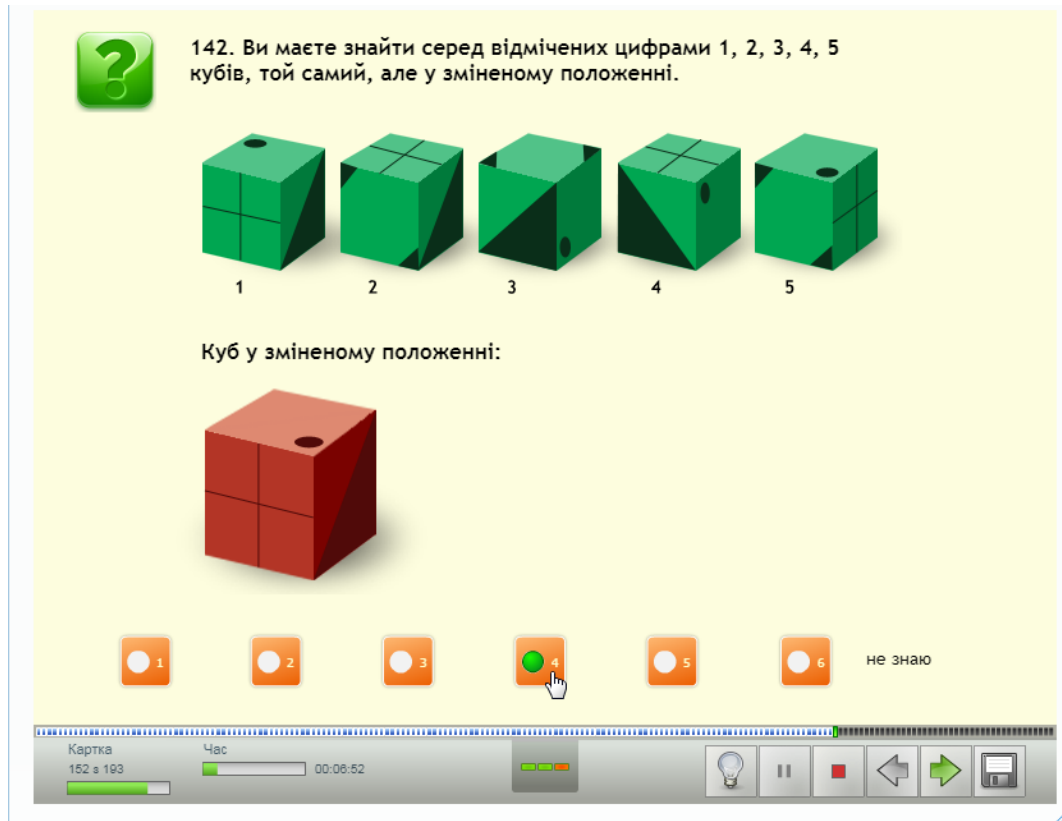 142. Ви маєте знайти серед відмічених цифрами 1, 2, 3, 4, 5
кубів, той самий, але у зміненому положенні.
1 2 3 4 5
Куб у зміненому положенні:
1 2 3 4 5 6 не знаю
Картка Час
152 з 193 00:06:52